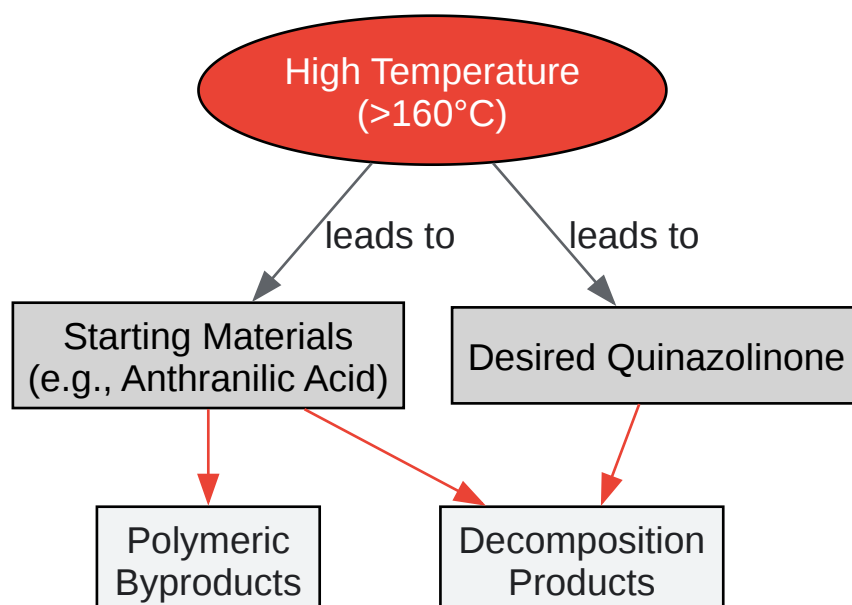 High Temperature
(>160°C)
leads to
leads to
Starting Materials
(e.g., Anthranilic Acid)
Desired Quinazolinone
Polymeric
Byproducts
Decomposition
Products